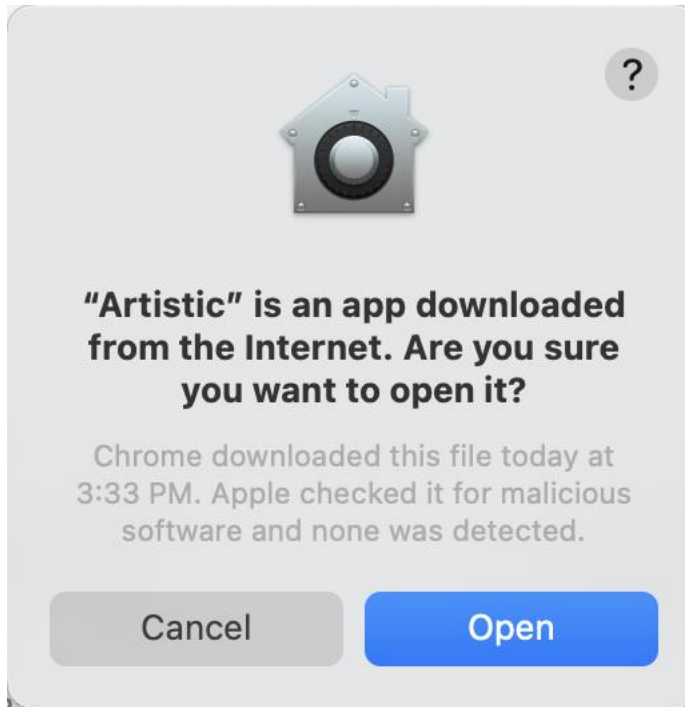 ?
“Artistic” is an app downloaded
from the Internet. Are you sure
you want to open it?
Chrome downloaded this file today at
3:33 PM. Apple checked it for malicious
software and none was detected.
Cancel
Open